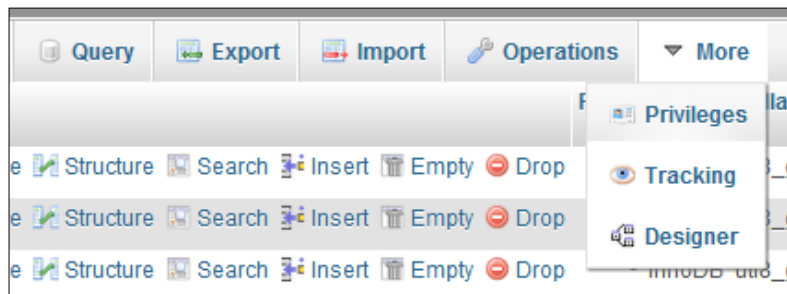 Query Export Import Operations More
Privileges
e Structure Search Insert Empty Drop
Tracking
e Structure Search Insert Empty Drop
Designer
e Structure Search Insert Empty Drop